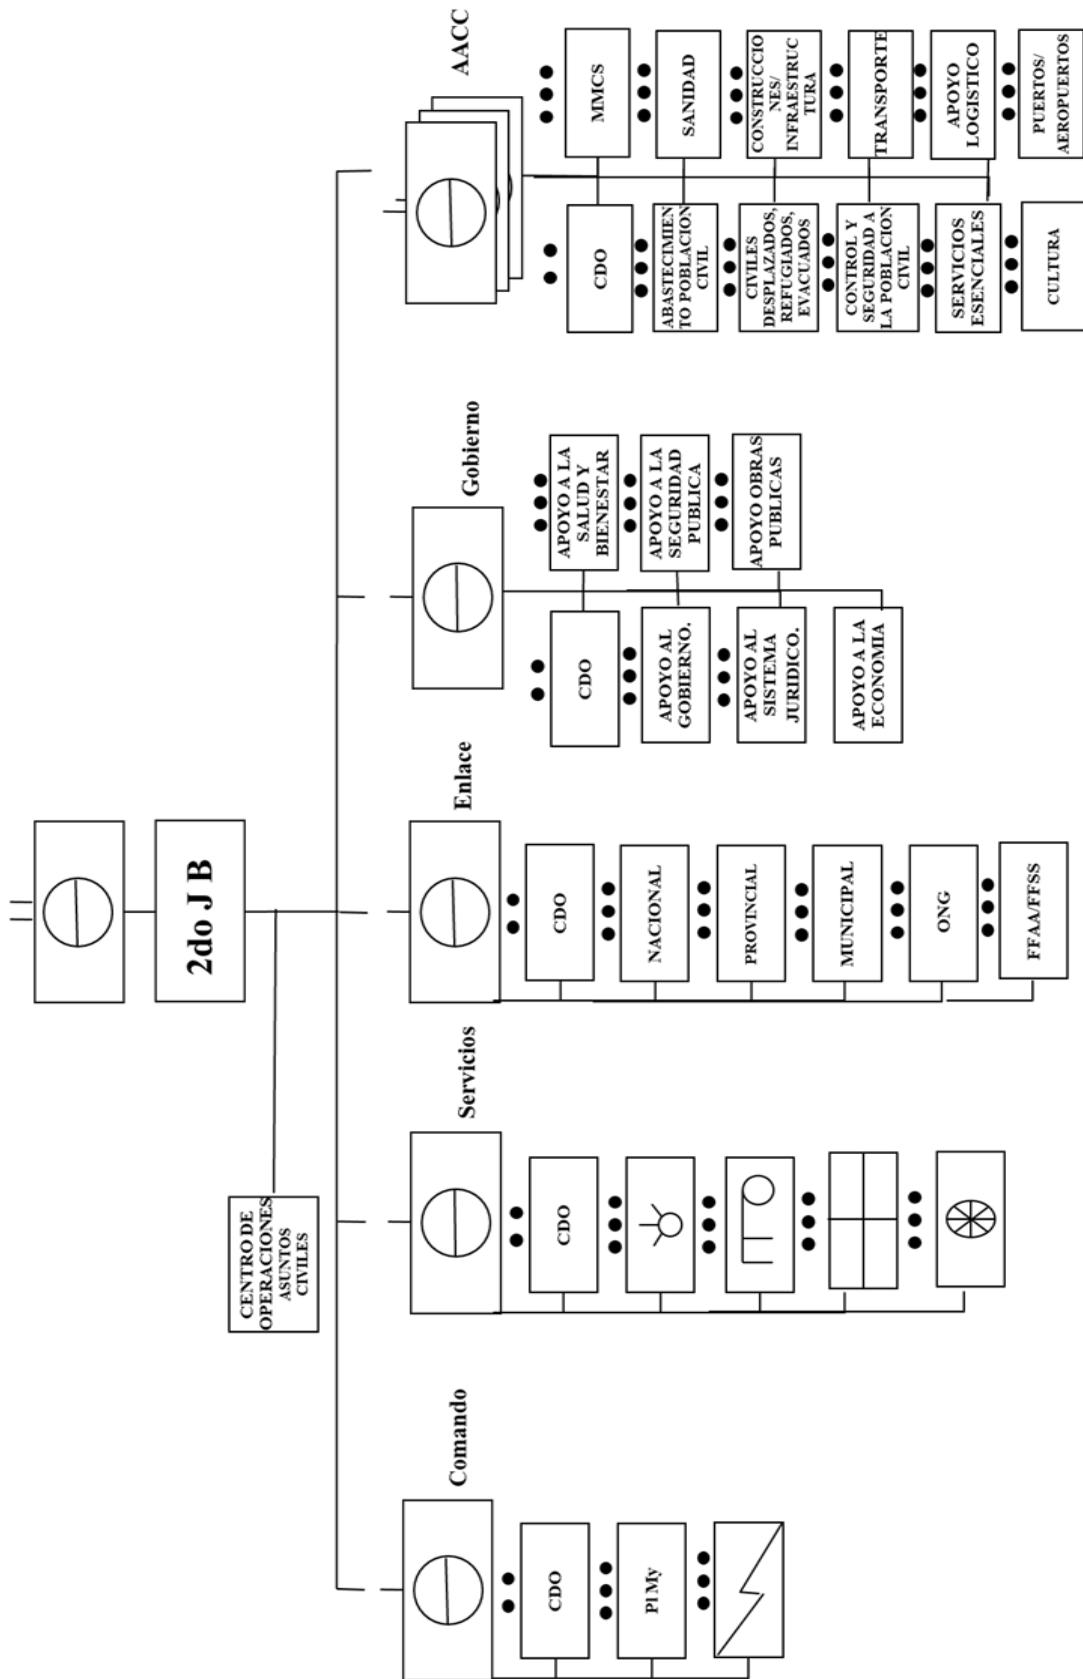 2do J B
CENTRO DE
OPERACIONES
ASUNTOS
CIVILES
Comando
CDO
Pl My
Servicios
CDO
Enlace
CDO
NACIONAL
PROVINCIAL
MUNICIPAL
ONG
FFAA/FFSS
Gobierno
CDO
APOYO A LA
SALUD Y
BIENESTAR
APOYO AL
GOBIERNO.
APOYO A LA
SEGURIDAD
PUBLICA
APOYO AL
SISTEMA
JURIDICO.
APOYO OBRAS
PUBLICAS
APOYO A LA
ECONOMIA
AACC
CDO
MMCS
ABASTECIMIEN
TO POBLACION
CIVIL
SANIDAD
CIVILES
DESPLAZADOS,
REFUGIADOS,
EVACUADOS
CONSTRUCCIO
NES/
INFRAESTRUC
TURA
CONTROL Y
SEGURIDAD A
LA POBLACION
CIVIL
TRANSPORTE
SERVICIOS
ESENCIALES
APOYO
LOGISTICO
CULTURA
PUERTOS/
AEROPUERTOS